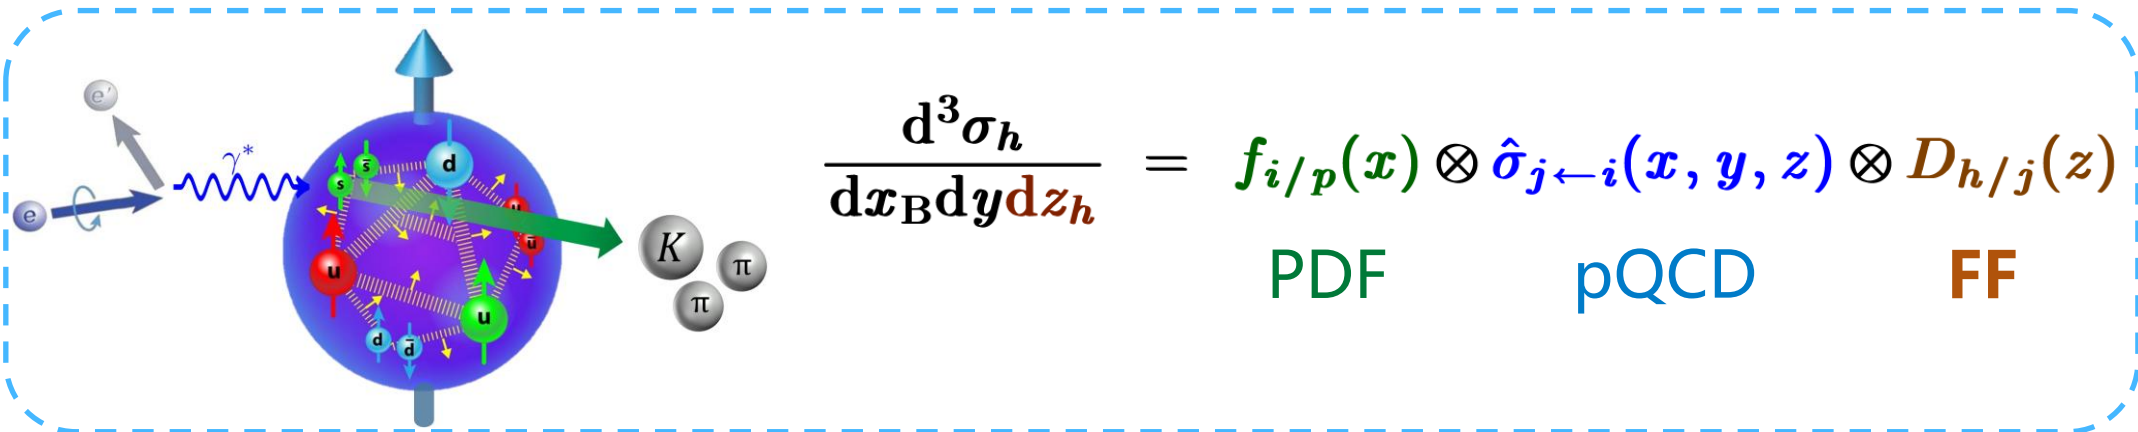 e'
γ*
e
s
s̄
d
u
ū
u
u
d
d̄
K
π
π
d³σ_h
dx_B dy dz_h
= f_{i/p}(x) ⊗ σ̂_{j←i}(x, y, z) ⊗ D_{h/j}(z)
PDF pQCD FF